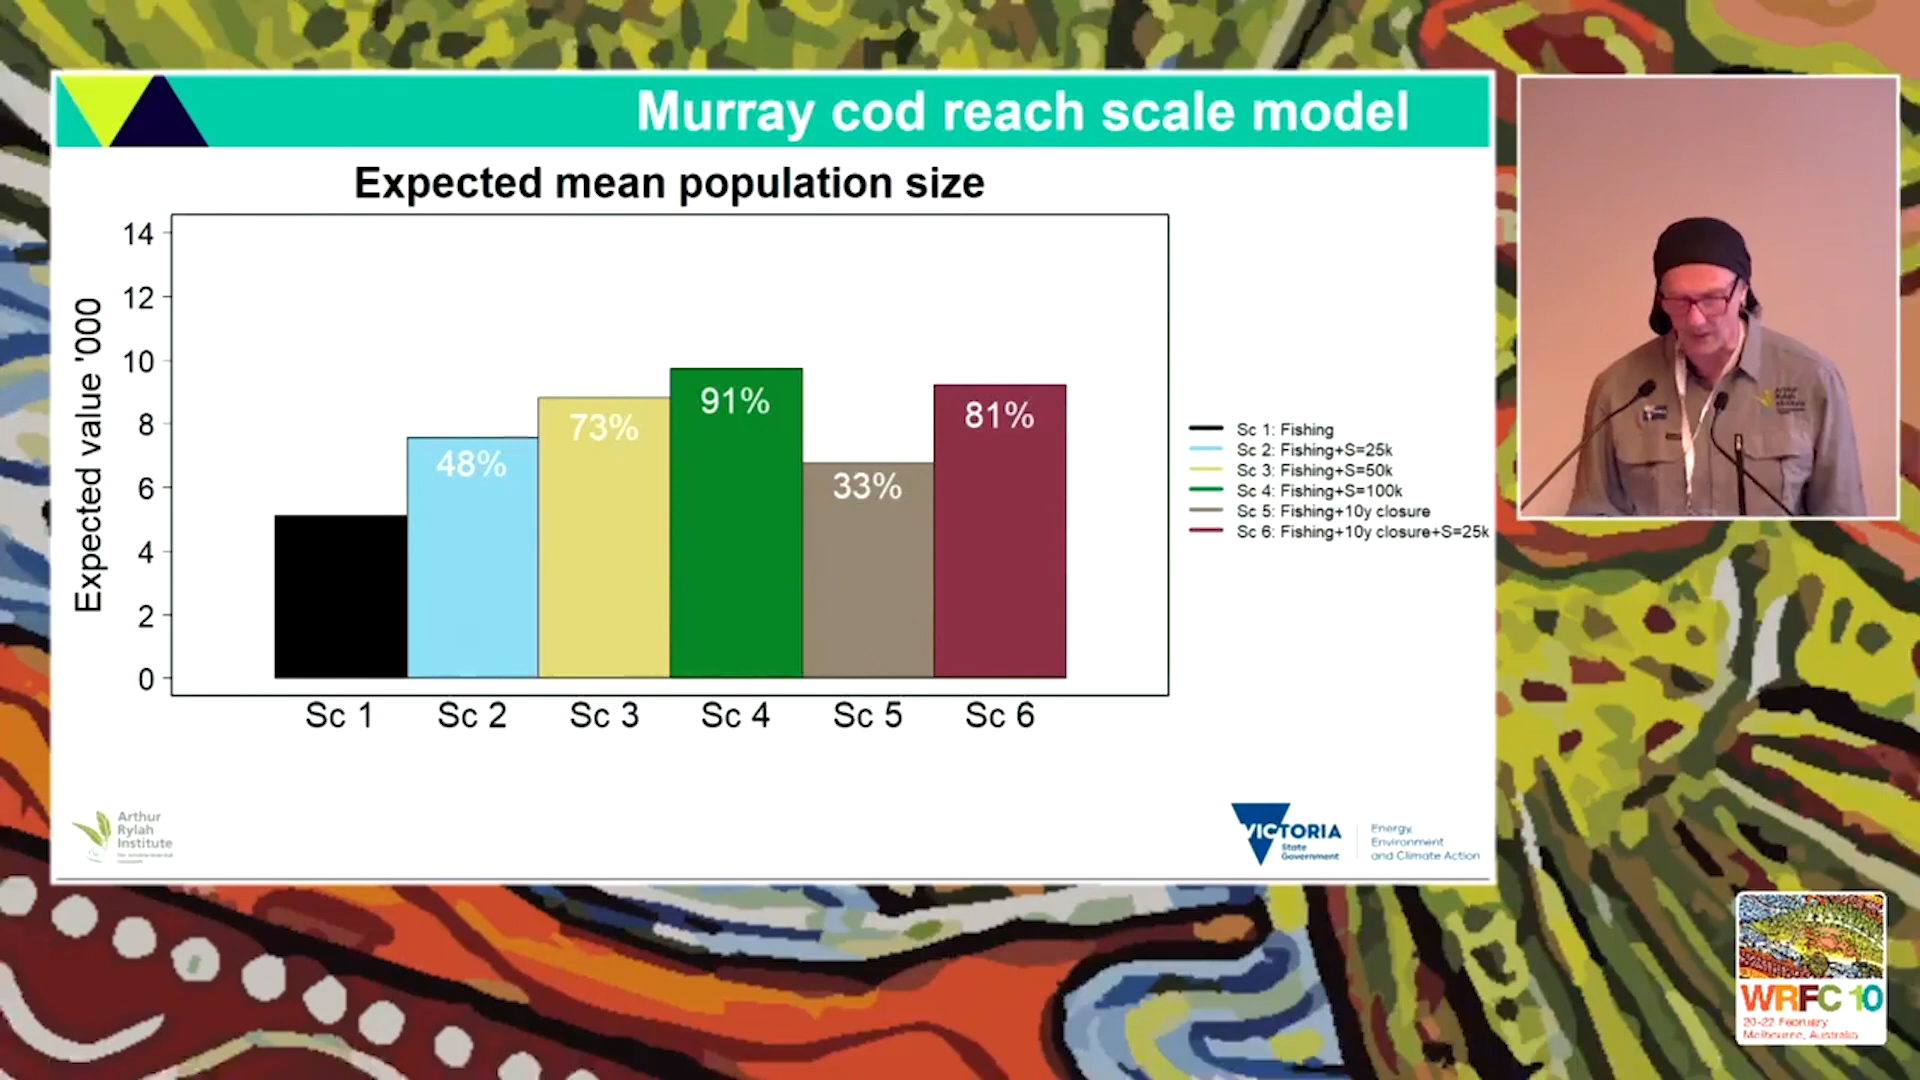 Murray cod reach scale model
Expected mean population size
Expected value '000
14
12
10
8
6
4
2
0
48%
73%
91%
33%
81%
Sc 1
Sc 2
Sc 3
Sc 4
Sc 5
Sc 6
Sc 1: Fishing
Sc 2: Fishing+S=25k
Sc 3: Fishing+S=50k
Sc 4: Fishing+S=100k
Sc 5: Fishing+10y closure
Sc 6: Fishing+10y closure+S=25k
Arthur
Rylah
Institute
VICTORIA
State
Government
Energy,
Environment
and Climate Action
WRFC 10
20-22 February
Melbourne, Australia